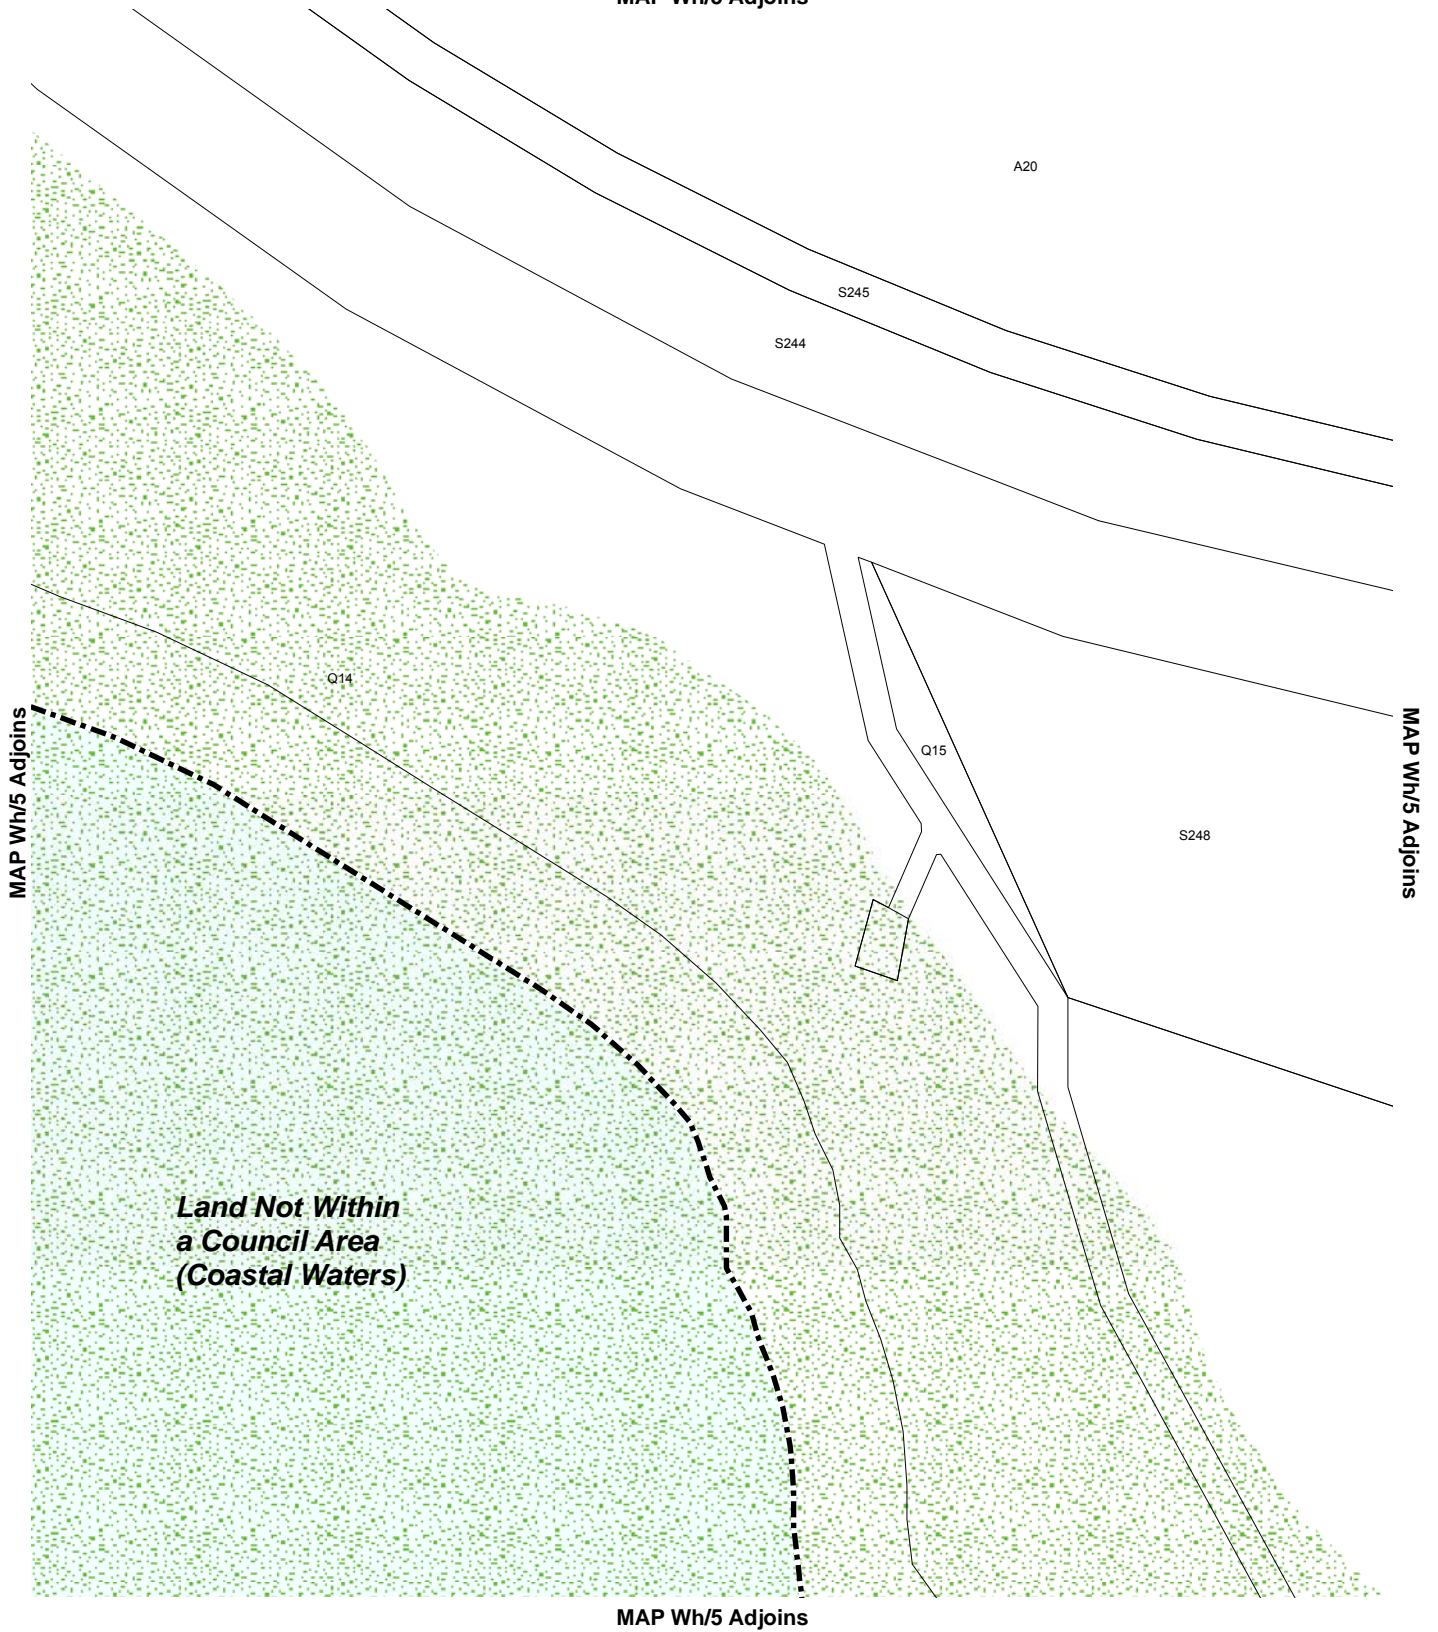 MAP Wh/5 Adjoins
A20
S245
S244
Q14
MAP Wh/5 Adjoins
Q15
MAP Wh/5 Adjoins
S248
Land Not Within
a Council Area
(Coastal Waters)
MAP Wh/5 Adjoins